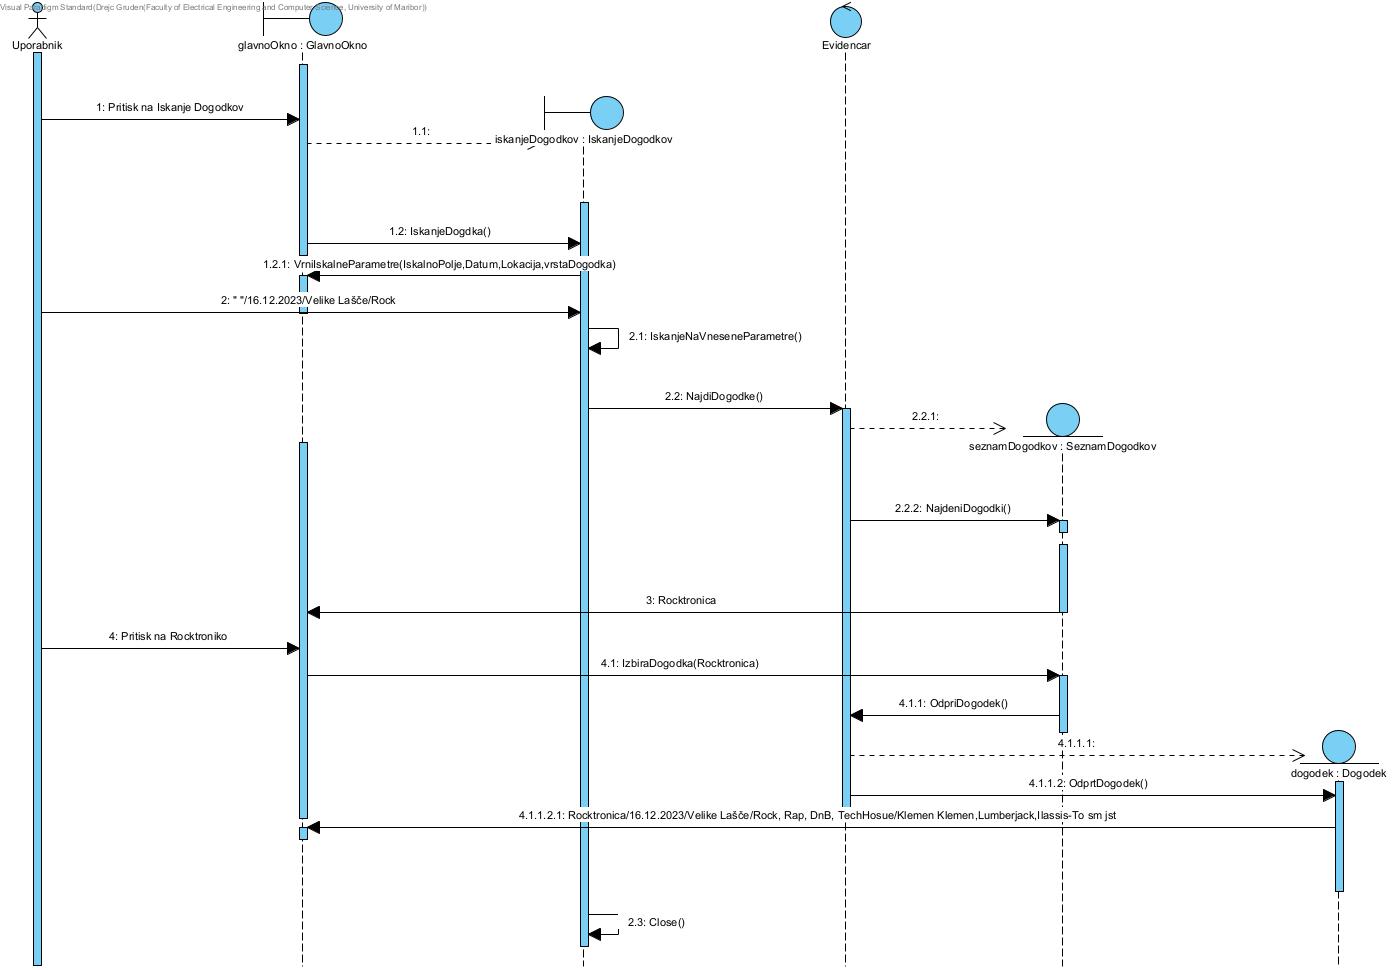 Visual Paradigm Standard(Drejc Gruden(Faculty of Electrical Engineering and Computer Science, University of Maribor))
Uporabnik
glavnoOkno : GlavnoOkno
Evidencar
1: Pritisk na Iskanje Dogodkov
1.1:
iskanjeDogodkov : IskanjeDogodkov
1.2: IskanjeDogdka()
1.2.1: VrniIskalneParametre(IskalnoPolje,Datum,Lokacija,vrstaDogodka)
2: " "/16.12.2023/Velike Lašče/Rock
2.1: IskanjeNaVneseneParametre()
2.2: NajdiDogodke()
2.2.1:
seznamDogodkov : SeznamDogodkov
2.2.2: NajdeniDogodki()
3: Rocktronica
4: Pritisk na Rocktroniko
4.1: IzbiraDogodka(Rocktronica)
4.1.1: OdpriDogodek()
4.1.1.1:
dogodek : Dogodek
4.1.1.2: OdprtDogodek()
4.1.1.2.1: Rocktronica/16.12.2023/Velike Lašče/Rock, Rap, DnB, TechHosue/Klemen Klemen,Lumberjack,Ilassis-To sm jst
2.3: Close()